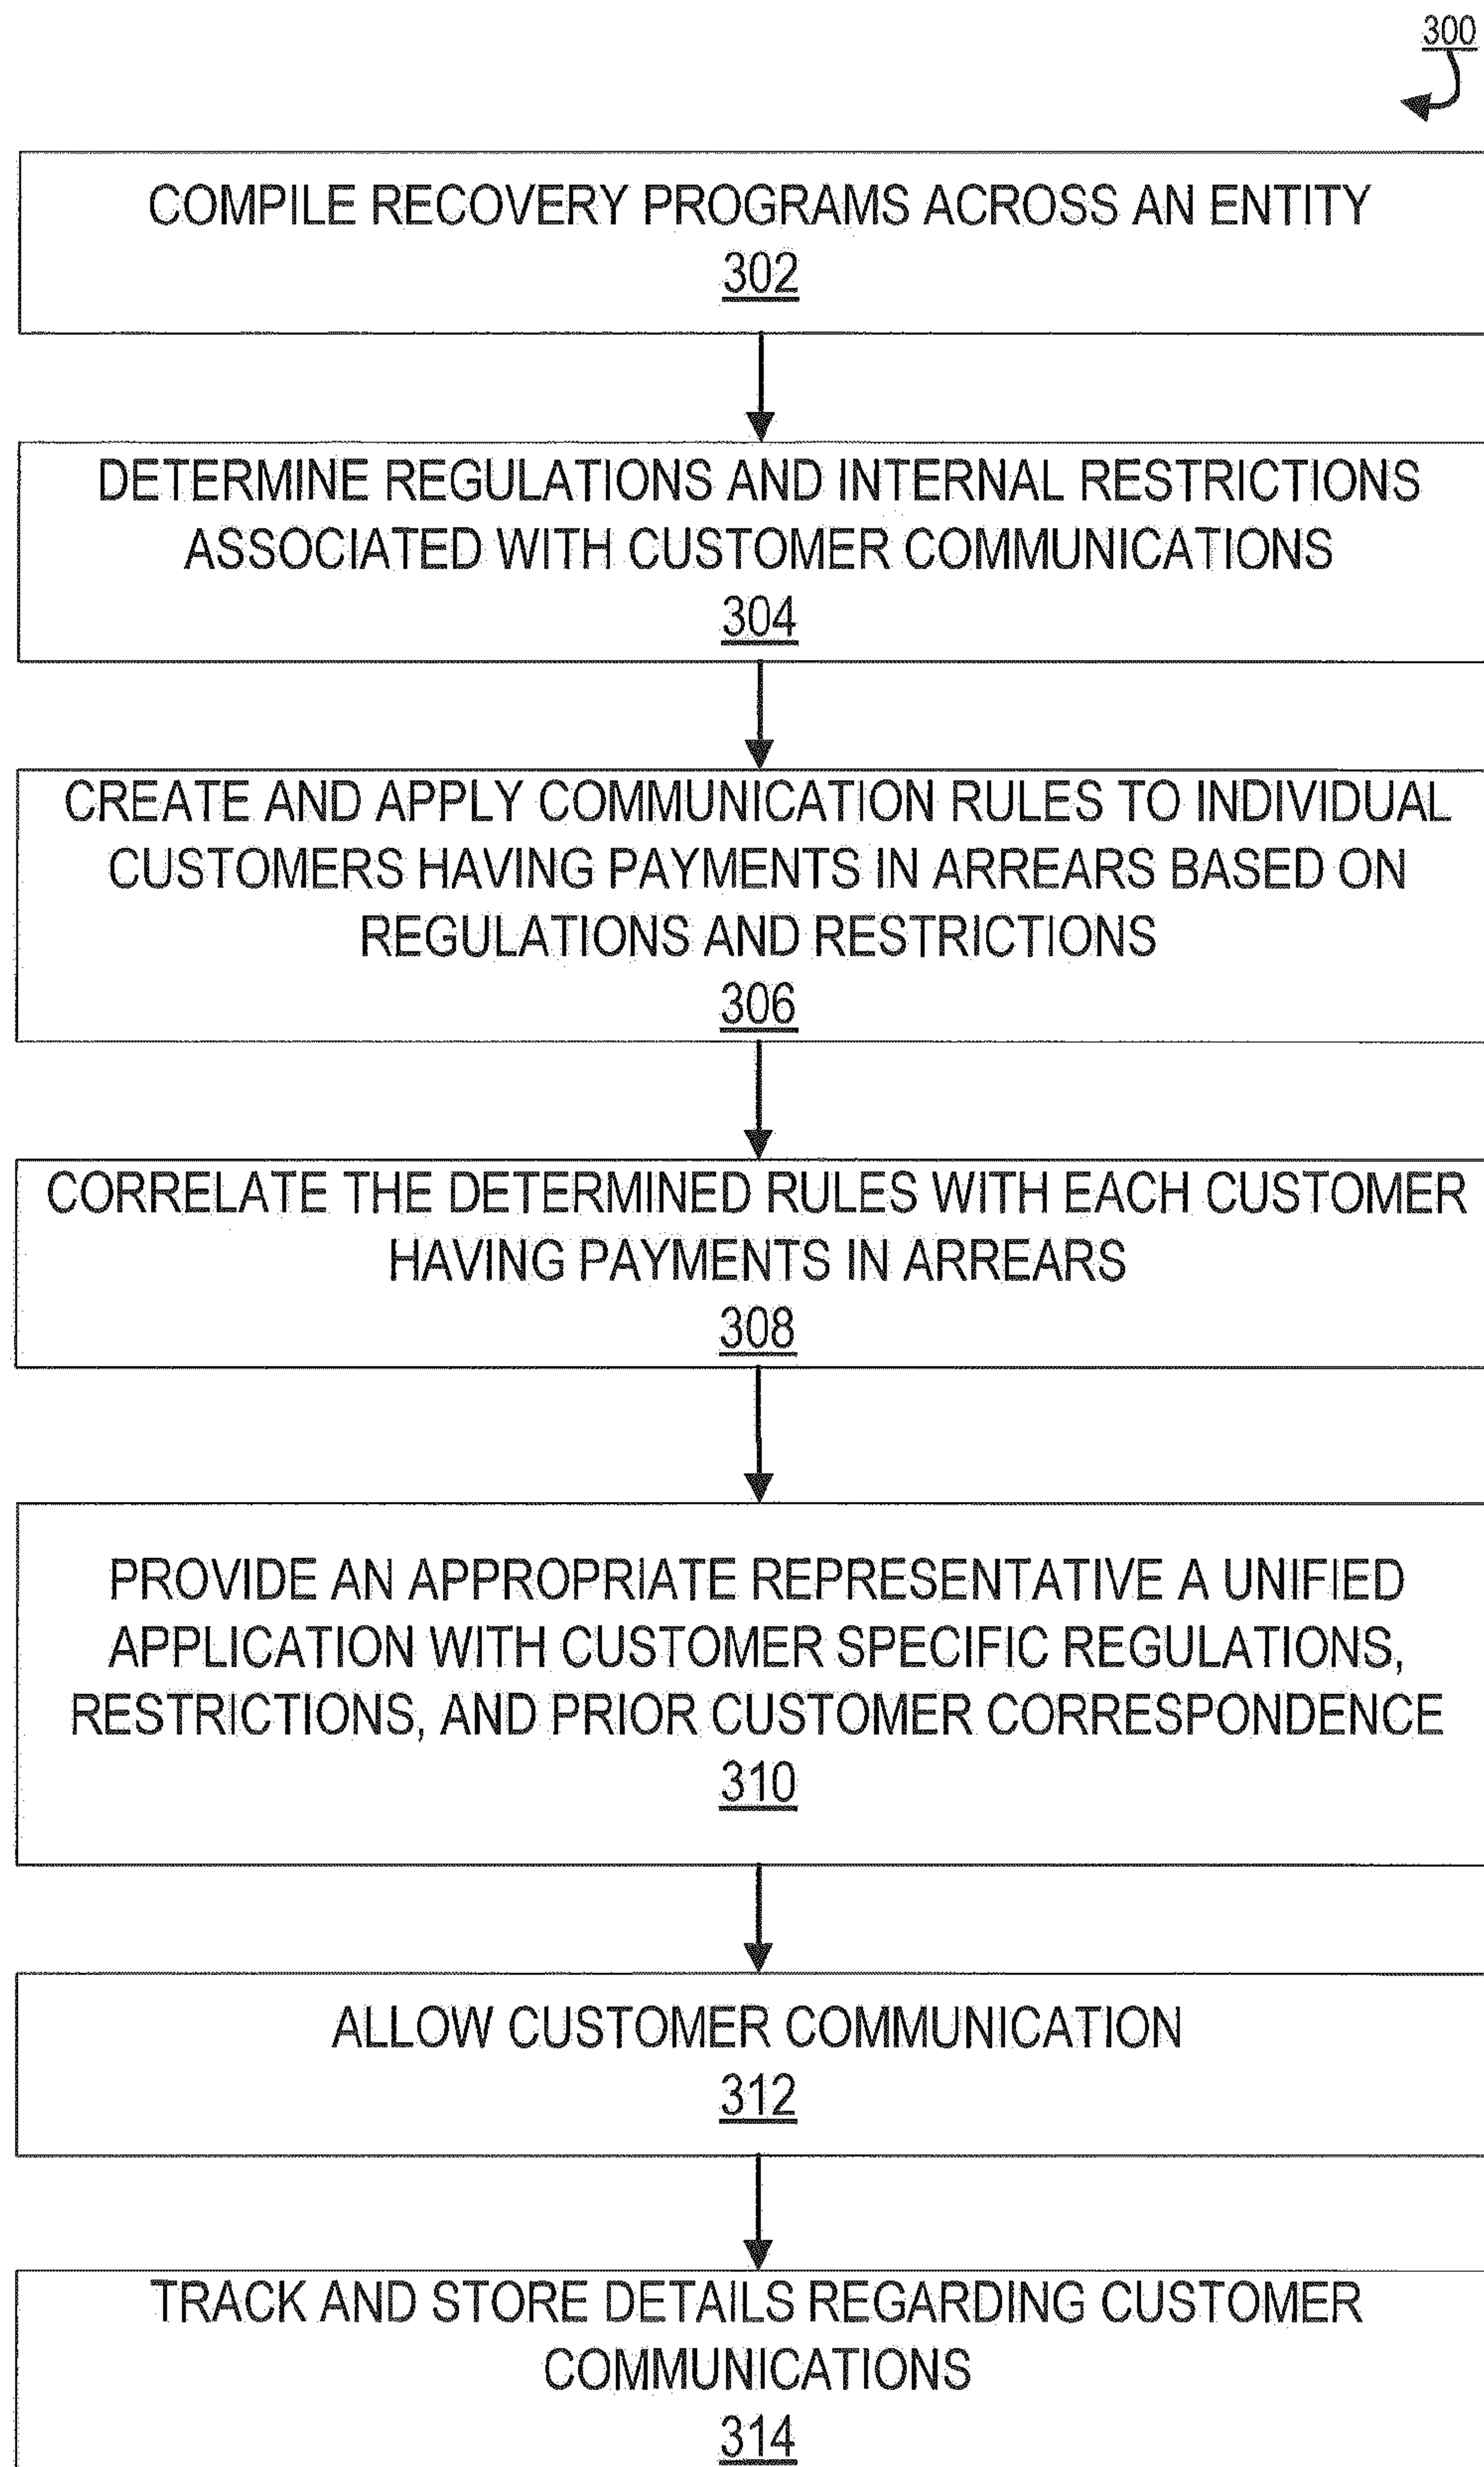 300
COMPILE RECOVERY PROGRAMS ACROSS AN ENTITY
302
DETERMINE REGULATIONS AND INTERNAL RESTRICTIONS
ASSOCIATED WITH CUSTOMER COMMUNICATIONS
304
CREATE AND APPLY COMMUNICATION RULES TO INDIVIDUAL
CUSTOMERS HAVING PAYMENTS IN ARREARS BASED ON
REGULATIONS AND RESTRICTIONS
306
CORRELATE THE DETERMINED RULES WITH EACH CUSTOMER
HAVING PAYMENTS IN ARREARS
308
PROVIDE AN APPROPRIATE REPRESENTATIVE A UNIFIED
APPLICATION WITH CUSTOMER SPECIFIC REGULATIONS,
RESTRICTIONS, AND PRIOR CUSTOMER CORRESPONDENCE
310
ALLOW CUSTOMER COMMUNICATION
312
TRACK AND STORE DETAILS REGARDING CUSTOMER
COMMUNICATIONS
314